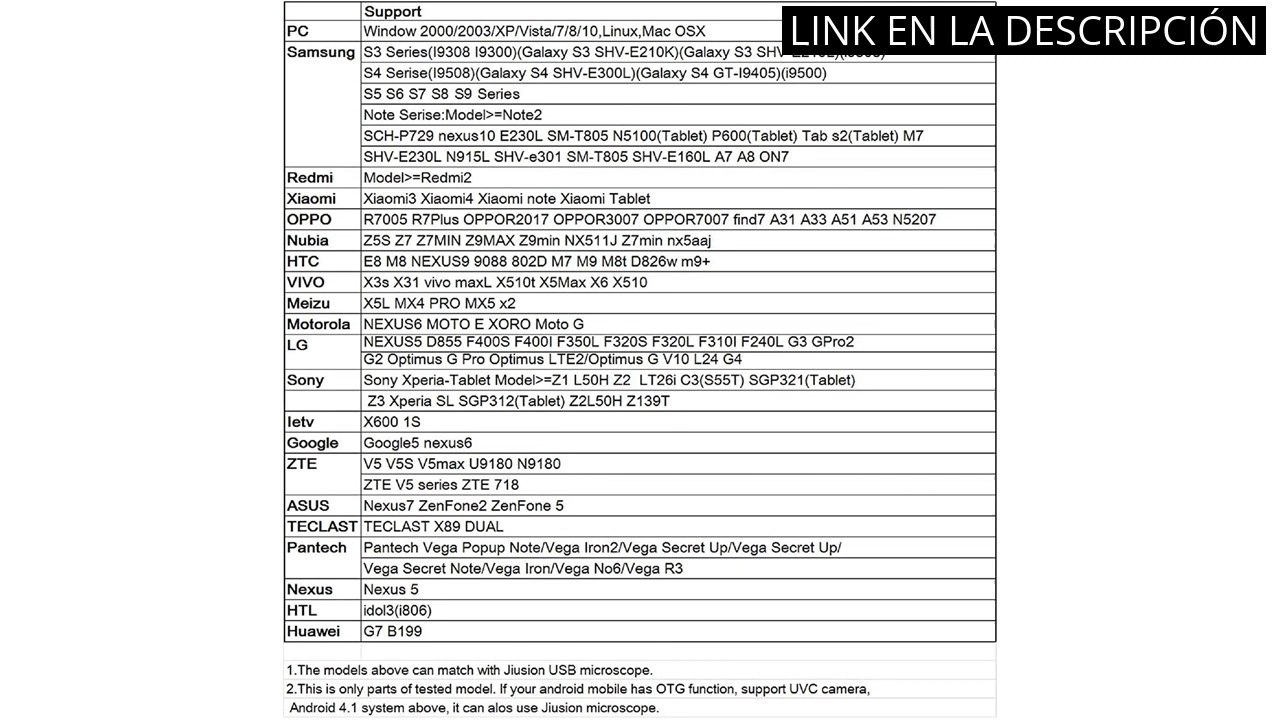 Support
LINK EN LA DESCRIPCIÓN
PC Window 2000/2003/XP/Vista/7/8/10,Linux,Mac OSX
Samsung S3 Series(I9308 I9300)(Galaxy S3 SHV-E210K)(Galaxy S3
S4 Serise(I9508)(Galaxy S4 SHV-E300L)(Galaxy S4 GT-I9405)(i9500)
S5 S6 S7 S8 S9 Series
Note Serise:Model>=Note2
SCH-P729 nexus10 E230L SM-T805 N5100(Tablet) P600(Tablet) Tab s2(Tablet) M7
SHV-E230L N915L SHV-e301 SM-T805 SHV-E160L A7 A8 ON7
Redmi Model>=Redmi2
Xiaomi Xiaomi3 Xiaomi4 Xiaomi note Xiaomi Tablet
OPPO R7005 R7Plus OPPOR2017 OPPOR3007 OPPOR7007 find7 A31 A33 A51 A53 N5207
Nubia Z5S Z7 Z7MIN Z9MAX Z9min NX511J Z7min nx5aaj
HTC E8 M8 NEXUS9 9088 802D M7 M9 M8t D826w m9+
VIVO X3s X31 vivo maxL X510t X5Max X6 X510
Meizu X5L MX4 PRO MX5 x2
Motorola NEXUS6 MOTO E XORO Moto G
LG NEXUS5 D855 F400S F400I F350L F320S F320L F310I F240L G3 GPro2
G2 Optimus G Pro Optimus LTE2/Optimus G V10 L24 G4
Sony Sony Xperia-Tablet Model>=Z1 L50H Z2 LT26i C3(S55T) SGP321(Tablet)
Z3 Xperia SL SGP312(Tablet) Z2L50H Z139T
letv X600 1S
Google Google5 nexus6
ZTE V5 V5S V5max U9180 N9180
ZTE V5 series ZTE 718
ASUS Nexus7 ZenFone2 ZenFone 5
TECLAST TECLAST X89 DUAL
Pantech Pantech Vega Popup Note/Vega Iron2/Vega Secret Up/Vega Secret Up/
Vega Secret Note/Vega Iron/Vega No6/Vega R3
Nexus Nexus 5
HTL idol3(i806)
Huawei G7 B199
1.The models above can match with Jiusion USB microscope.
2.This is only parts of tested model. If your android mobile has OTG function, support UVC camera,
Android 4.1 system above, it can alos use Jiusion microscope.